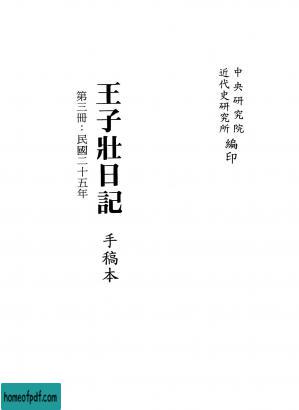 中央研究院
近代史研究所
編印
王子壯日記
手稿本
第三冊：民國二十五年
homeofpdf.com